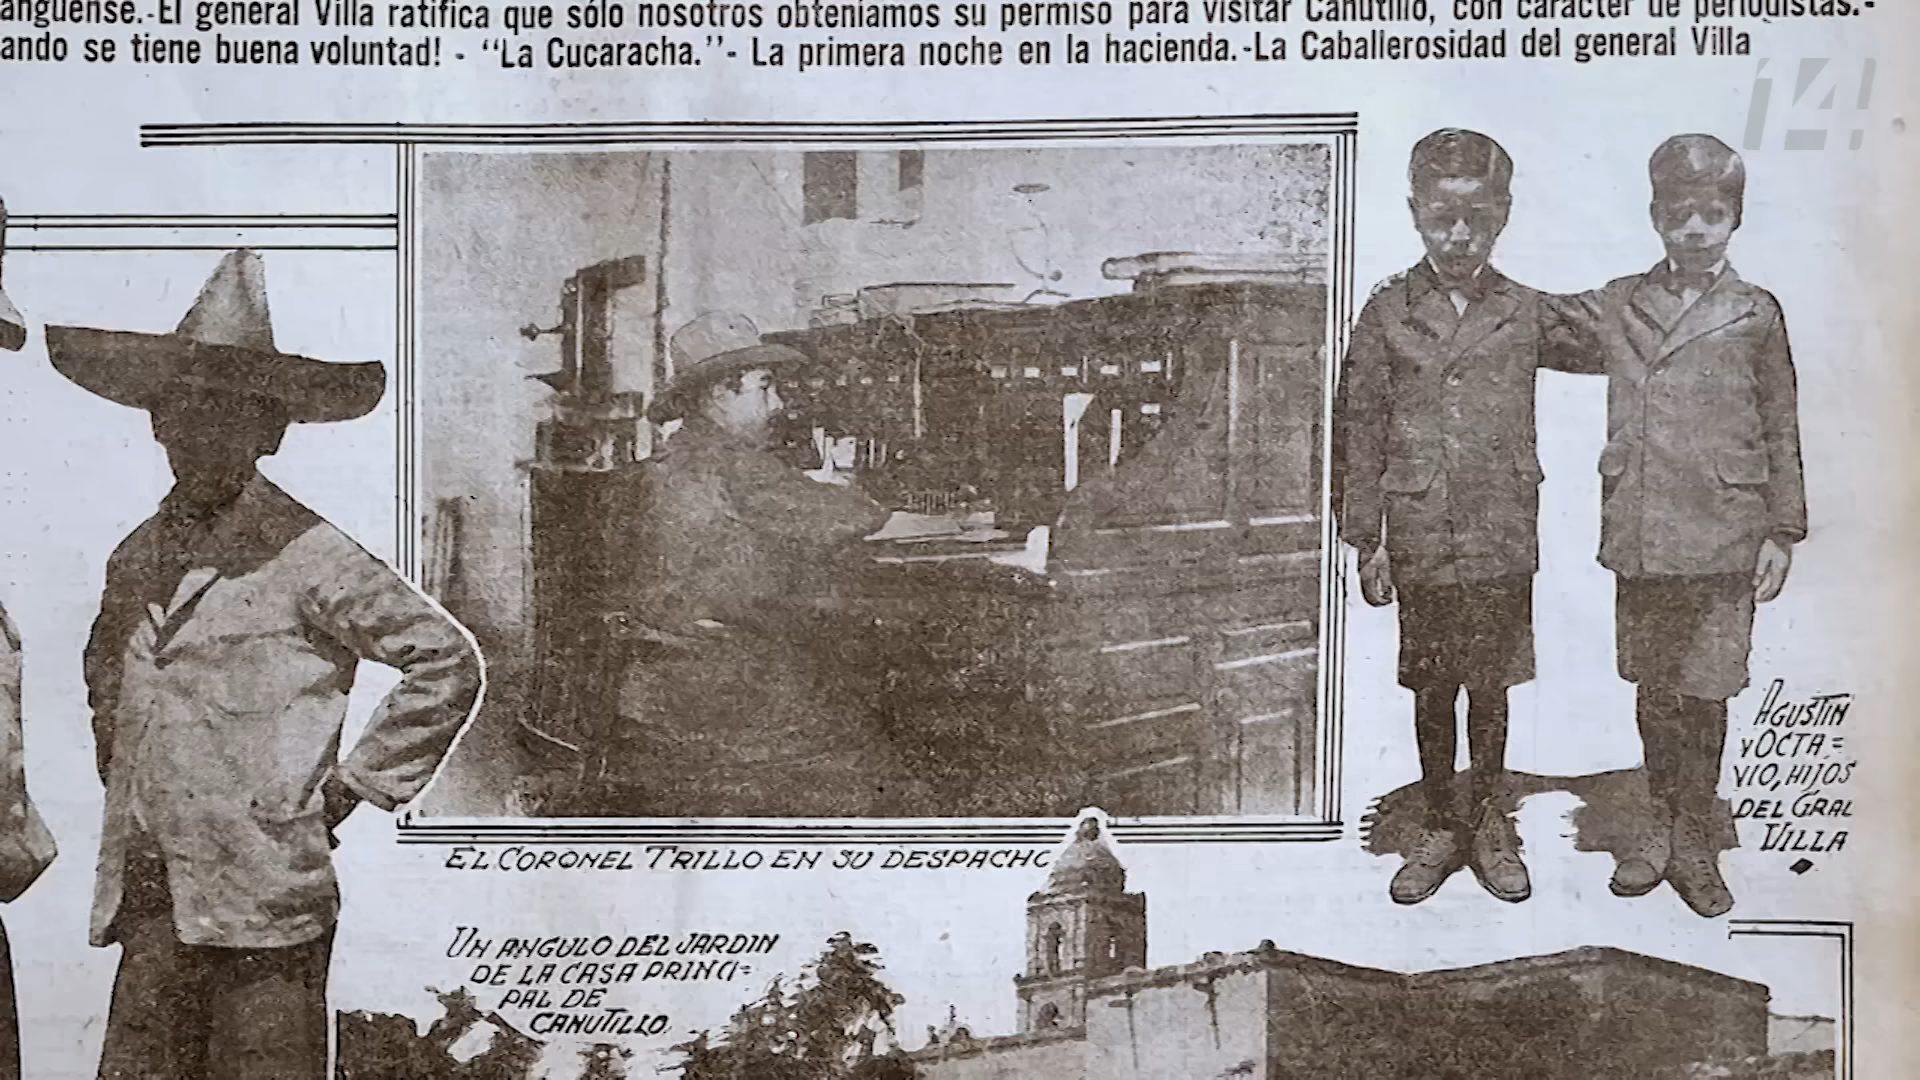 anguense.-El general Villa ratifica que sólo nosotros obteníamos su permiso para visitar Canutillo, con carácter de periodistas.-
ando se tiene buena voluntad! - “La Cucaracha.”- La primera noche en la hacienda.-La Caballerosidad del general Villa
14!
AGUSTIN
Y OCTA=
VIO, HIJOS
DEL GRAL
VILLA
EL CORONEL TRILLO EN SU DESPACHO
UN ANGULO DEL JARDIN
DE LA CASA PRINCI=
PAL DE
CANUTILLO